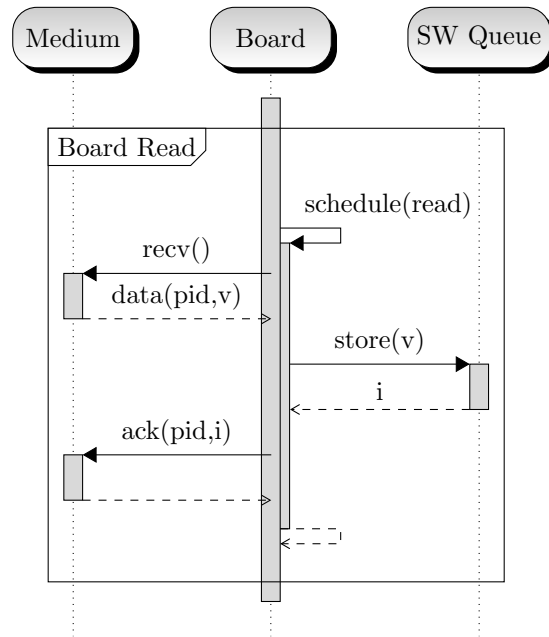 Medium
Board
SW Queue
Board Read
schedule(read)
recv()
data(pid,v)
store(v)
i
ack(pid,i)